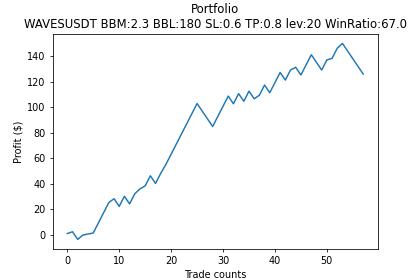 Portfolio
WAVESUSDT BBM:2.3 BBL:180 SL:0.6 TP:0.8 lev:20 WinRatio:67.0
Profit ($)
140
120
100
80
60
40
20
0
0 10 20 30 40 50
Trade counts